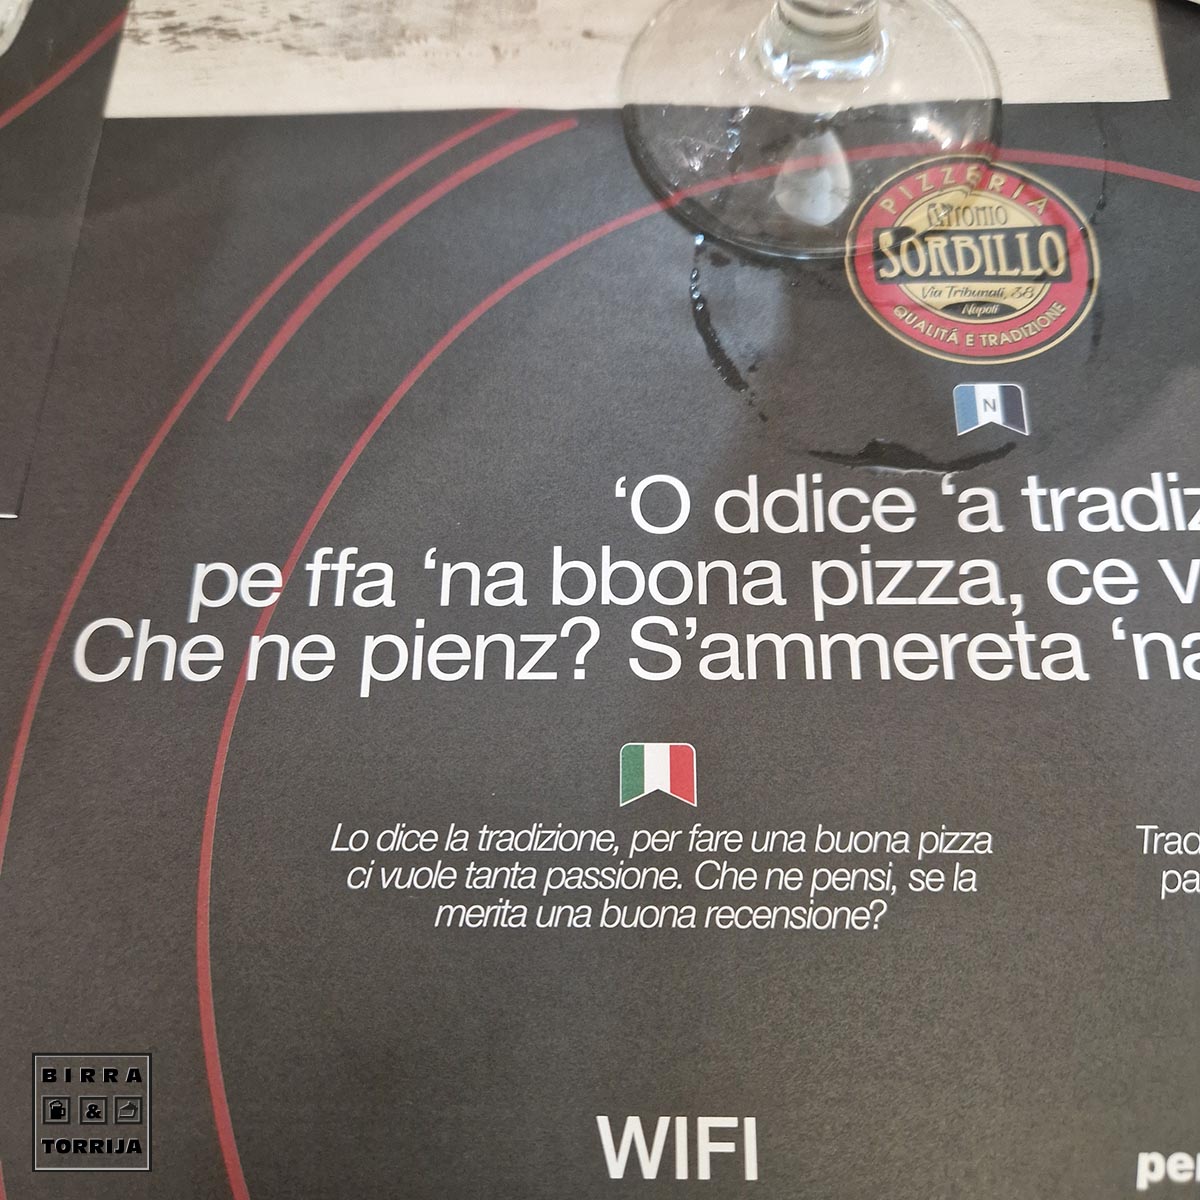 PIZZERIA
ANTONIO
SORBILLO
Via Tribunali, 38
Napoli
QUALITÁ E TRADIZIONE
N
‘O ddice ‘a tradiz
pe ffa ‘na bbona pizza, ce v
Che ne pienz? S’ammereta ‘na
Lo dice la tradizione, per fare una buona pizza
ci vuole tanta passione. Che ne pensi, se la
merita una buona recensione?
Trad
pa
WIFI
per
BIRRA
&
TORRIJA